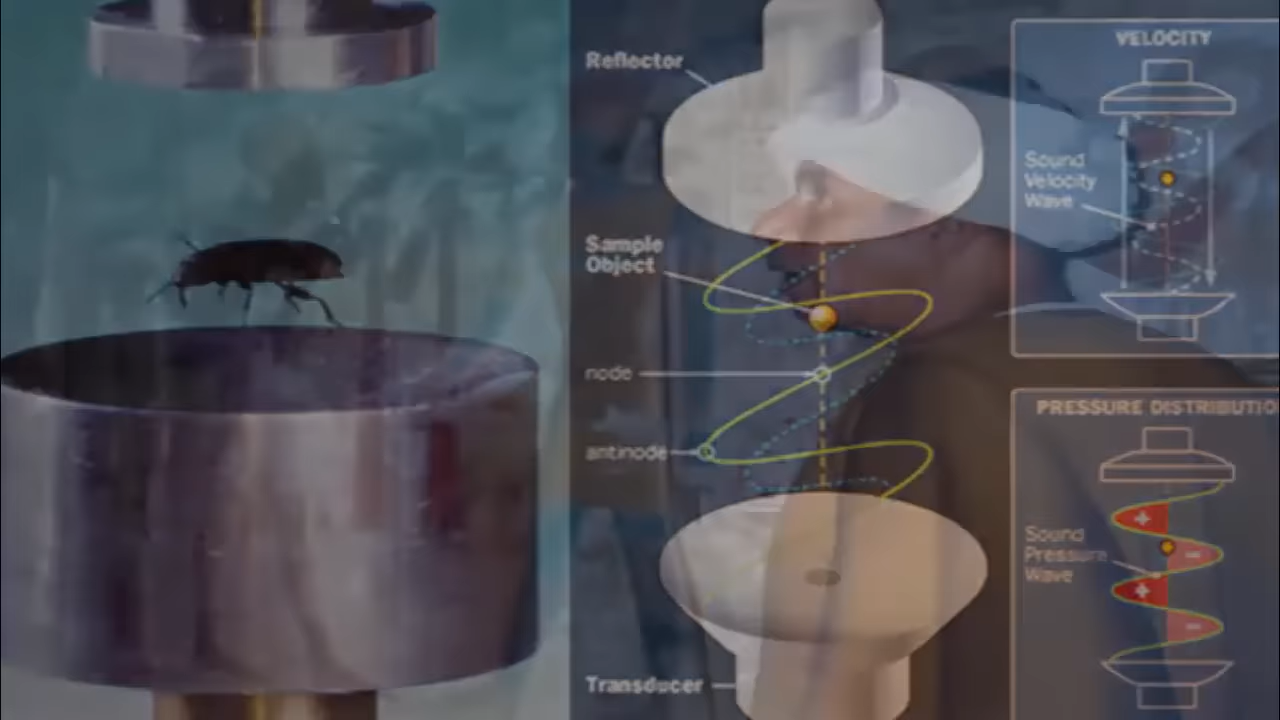 Reflector
Sample
Object
node
antinode
Transducer
VELOCITY
Sound
Velocity
Wave
PRESSURE DISTRIBUTIO
Sound
Pressure
Wave
+
-
+
-